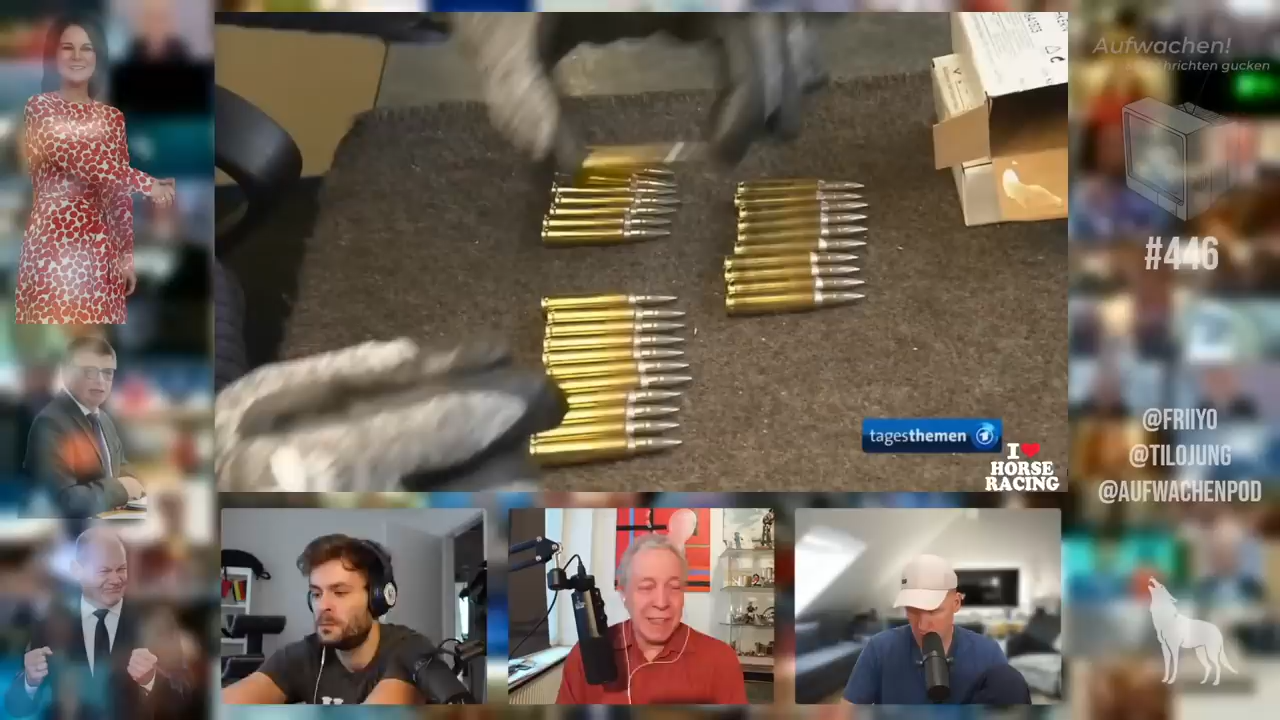 Aufwachen!
#446
tagesthemen
I
HORSE
RACING
@FRIIYO
@TILOJUNG
@AUFWACHENPOD